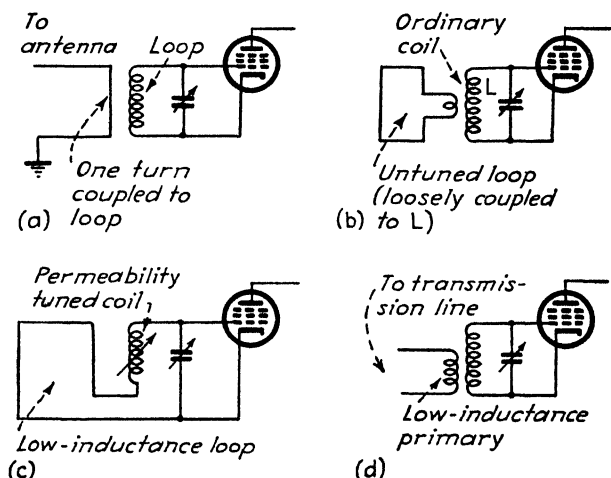 To
antenna
Loop
One turn
coupled to
loop
(a)
Ordinary
coil
L
Untuned loop
(loosely coupled
to L)
(b)
Permeability
tuned coil
Low-inductance loop
(c)
To transmis-
sion line
Low-inductance
primary
(d)